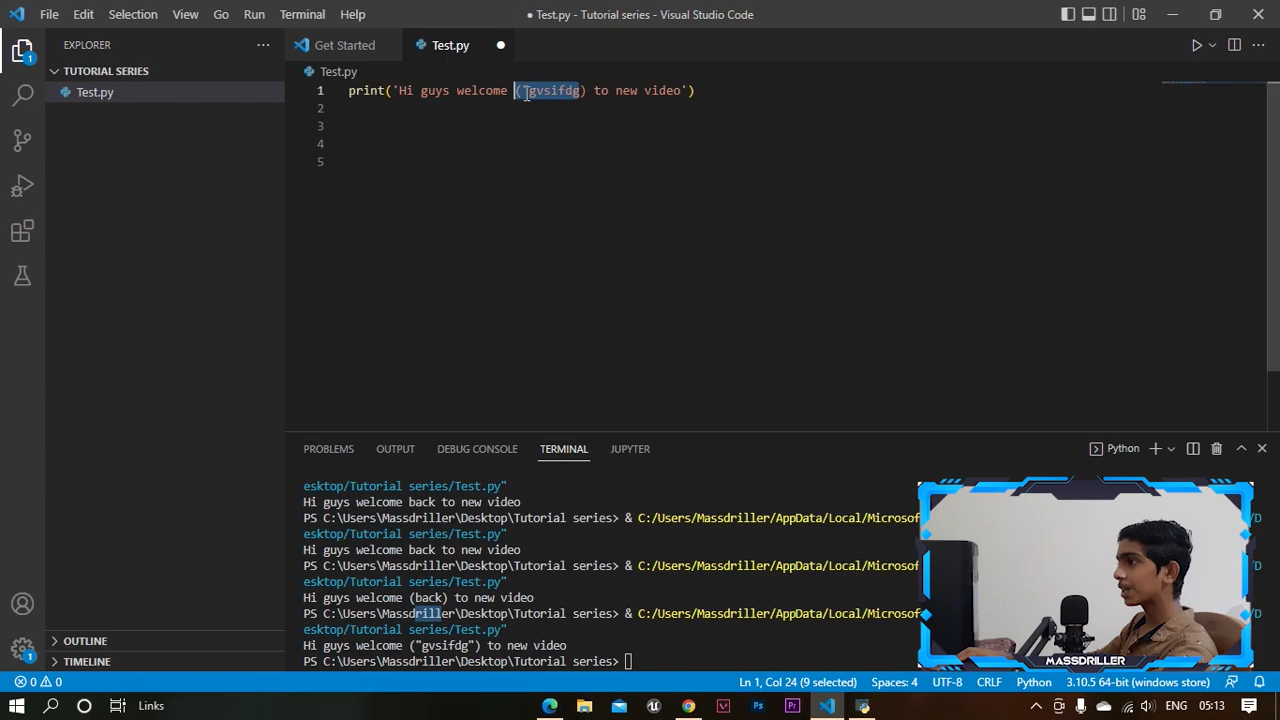 File Edit Selection View Go Run Terminal Help
● Test.py - Tutorial series - Visual Studio Code
EXPLORER
Get Started
Test.py
TUTORIAL SERIES
Test.py
Test.py
1 print('Hi guys welcome ("gvsifdg) to new video')
2
3
4
5
PROBLEMS OUTPUT DEBUG CONSOLE TERMINAL JUPYTER
Python
esktop/Tutorial series/Test.py"
Hi guys welcome back to new video
PS C:\Users\Massdriller\Desktop\Tutorial series> & C:/Users/Massdriller/AppData/Local/Microsof /D
esktop/Tutorial series/Test.py"
Hi guys welcome back to new video
PS C:\Users\Massdriller\Desktop\Tutorial series> & C:/Users/Massdriller/AppData/Local/Microsof /D
esktop/Tutorial series/Test.py"
Hi guys welcome (back) to new video
PS C:\Users\Massdriller\Desktop\Tutorial series> & C:/Users/Massdriller/AppData/Local/Microsof /D
esktop/Tutorial series/Test.py"
Hi guys welcome ("gvsifdg") to new video
PS C:\Users\Massdriller\Desktop\Tutorial series>
MASSDRILLER
OUTLINE
TIMELINE
0 0
Ln 1, Col 24 (9 selected) Spaces: 4 UTF-8 CRLF Python 3.10.5 64-bit (windows store)
Links
ENG 05:13